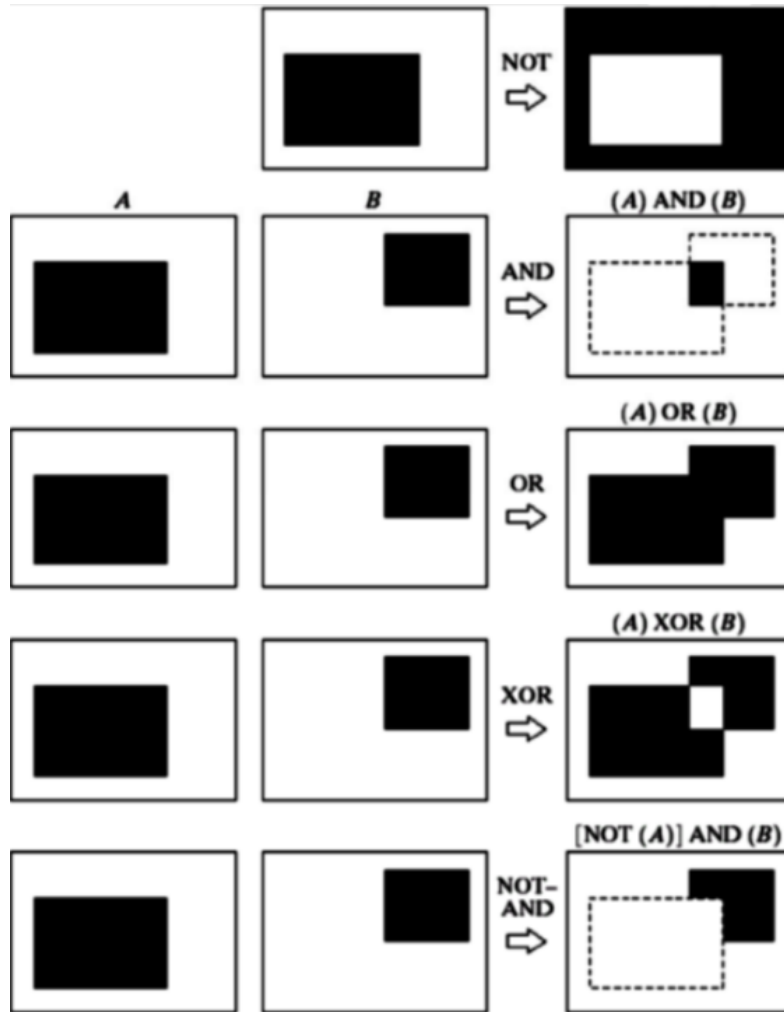 NOT
A
B
(A) AND (B)
AND
(A) OR (B)
OR
(A) XOR (B)
XOR
[NOT (A)] AND (B)
NOT–
AND